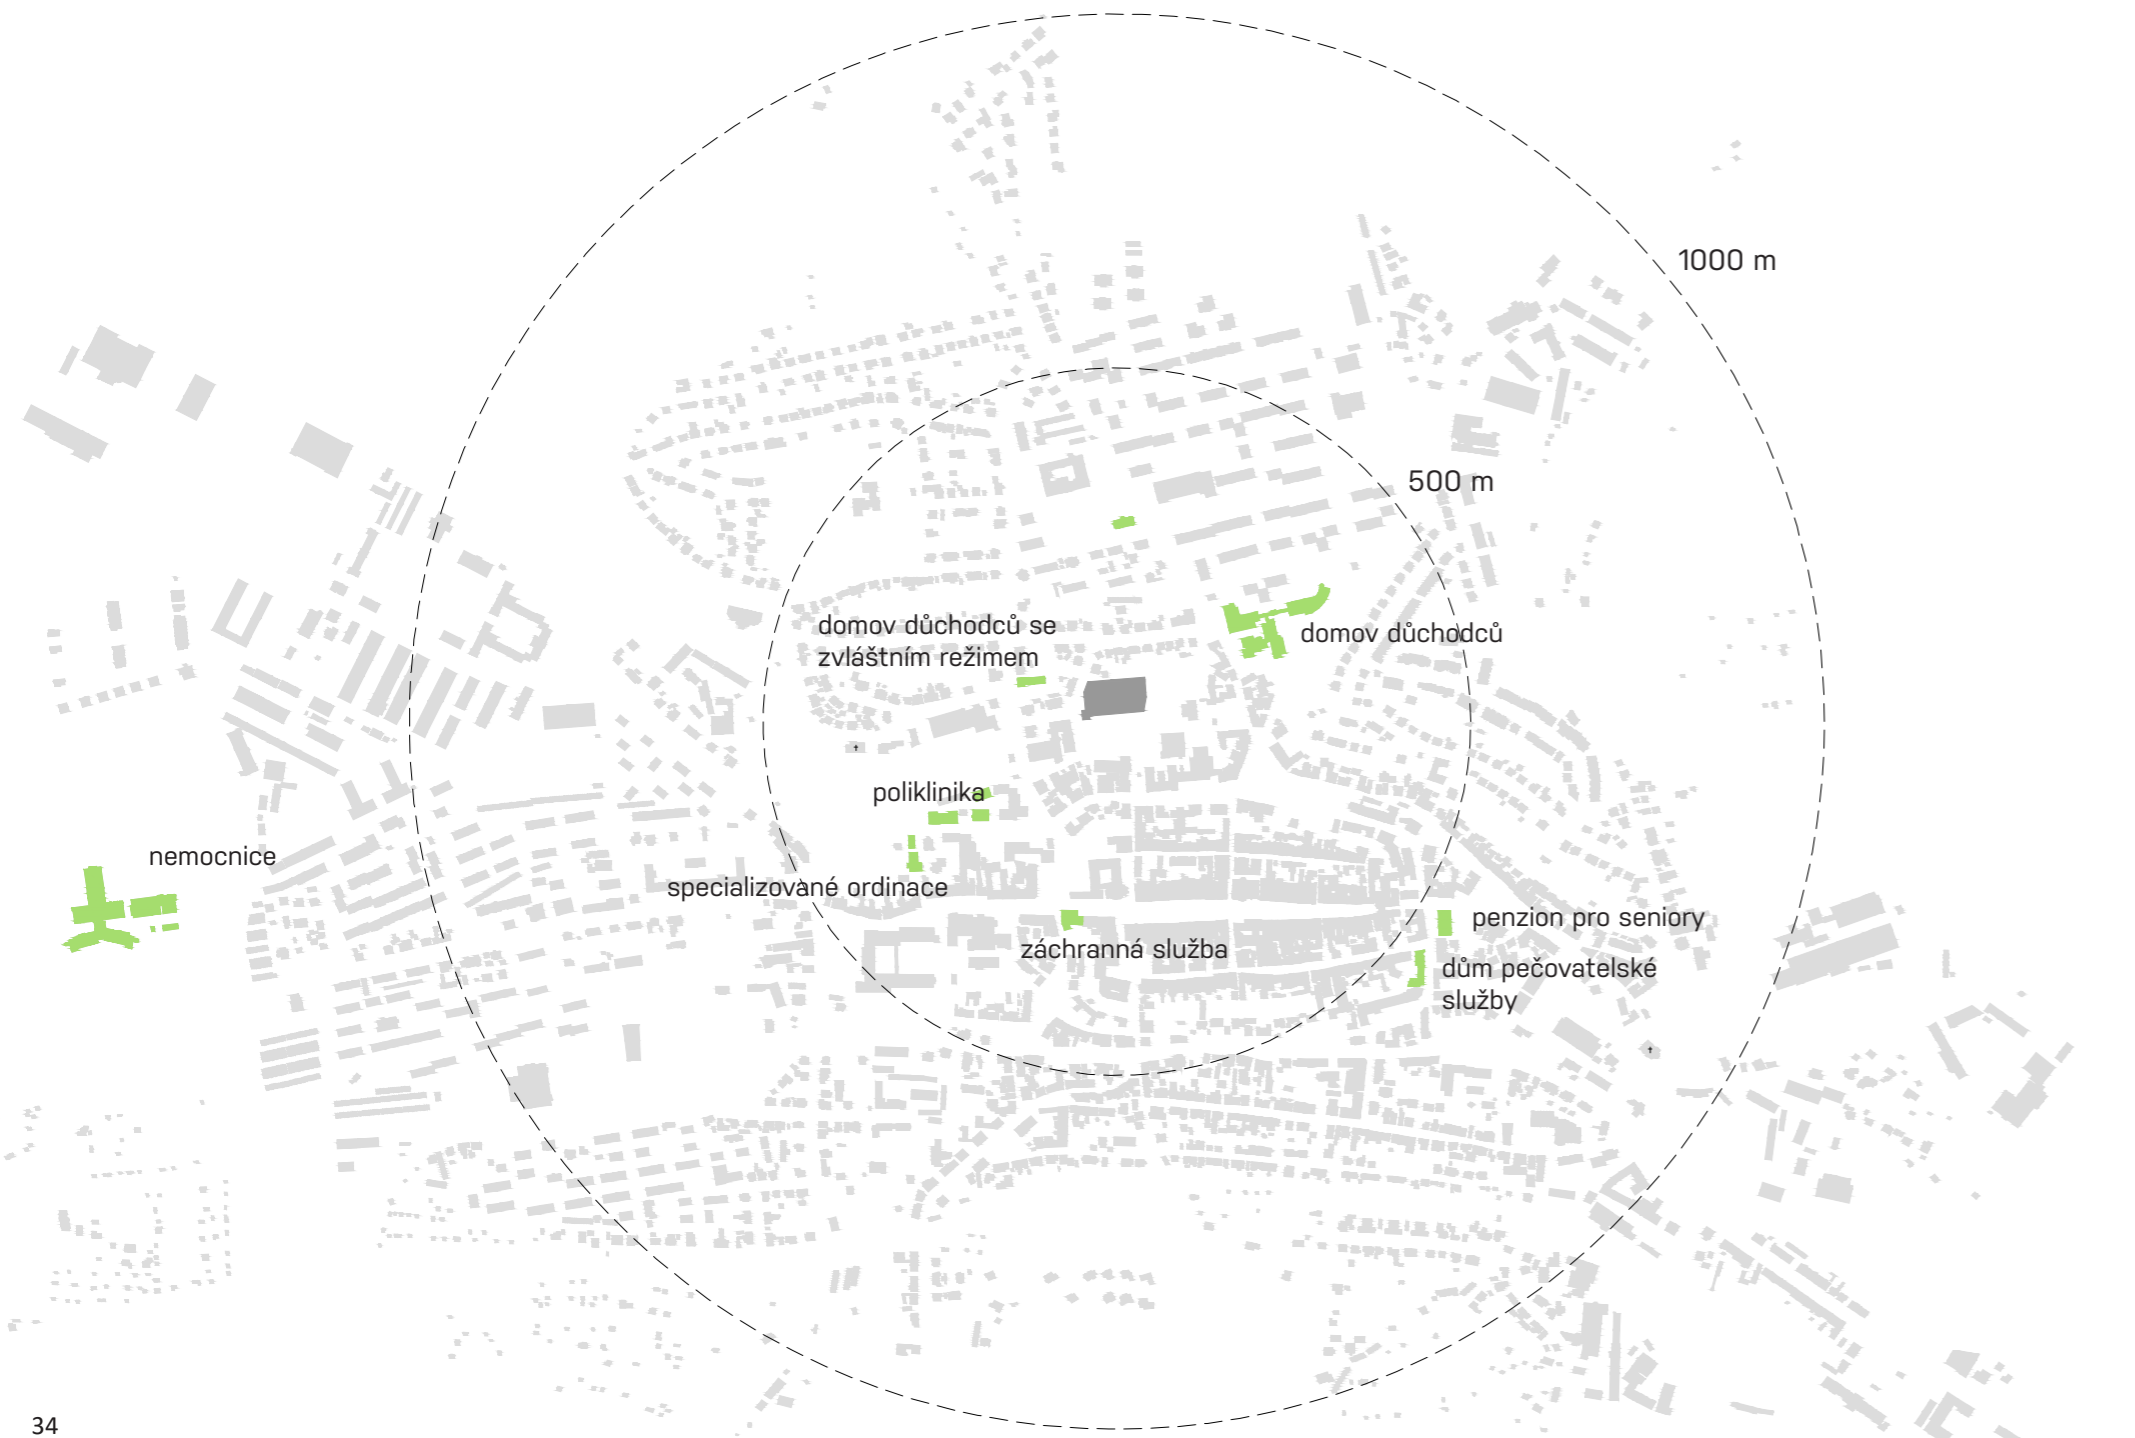 1000 m
500 m
domov důchodců se
zvláštním režimem
domov důchodců
poliklinika
nemocnice
specializované ordinace
záchranná služba
penzion pro seniory
dům pečovatelské
služby
34